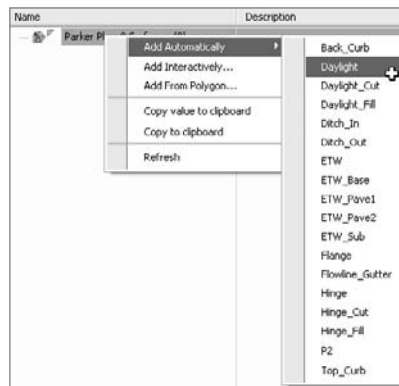 Name Description
Parker Pl
Add Automatically
Add Interactively...
Add From Polygon...
Copy value to clipboard
Copy to clipboard
Refresh
Back_Curb
Daylight
Daylight_Cut
Daylight_Fill
Ditch_In
Ditch_Out
ETW
ETW_Base
ETW_Pave1
ETW_Pave2
ETW_Sub
Flange
Flowline_Gutter
Hinge
Hinge_Cut
Hinge_Fill
P2
Top_Curb